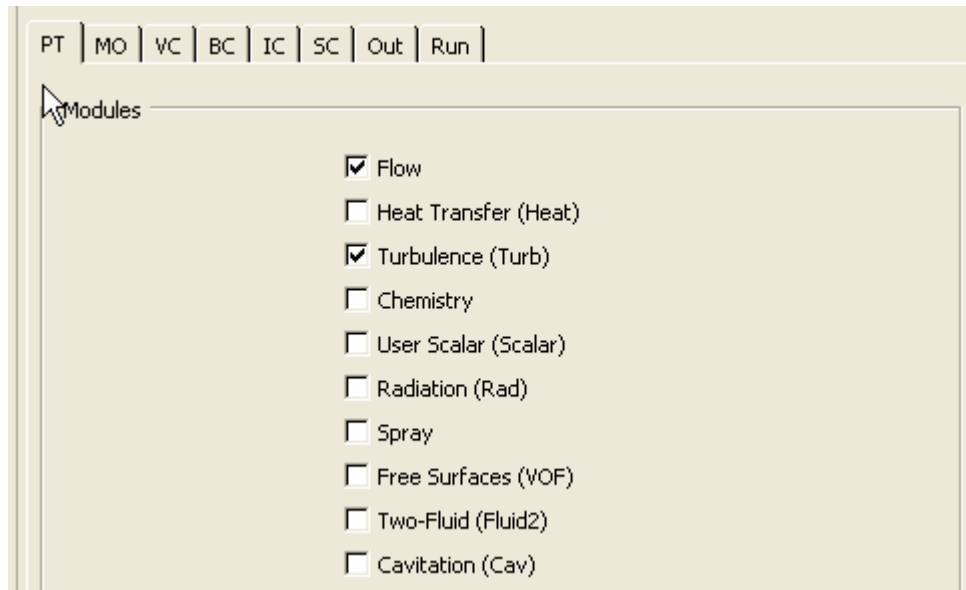 PT MO VC BC IC SC Out Run
Modules
Flow
Heat Transfer (Heat)
Turbulence (Turb)
Chemistry
User Scalar (Scalar)
Radiation (Rad)
Spray
Free Surfaces (VOF)
Two-Fluid (Fluid2)
Cavitation (Cav)